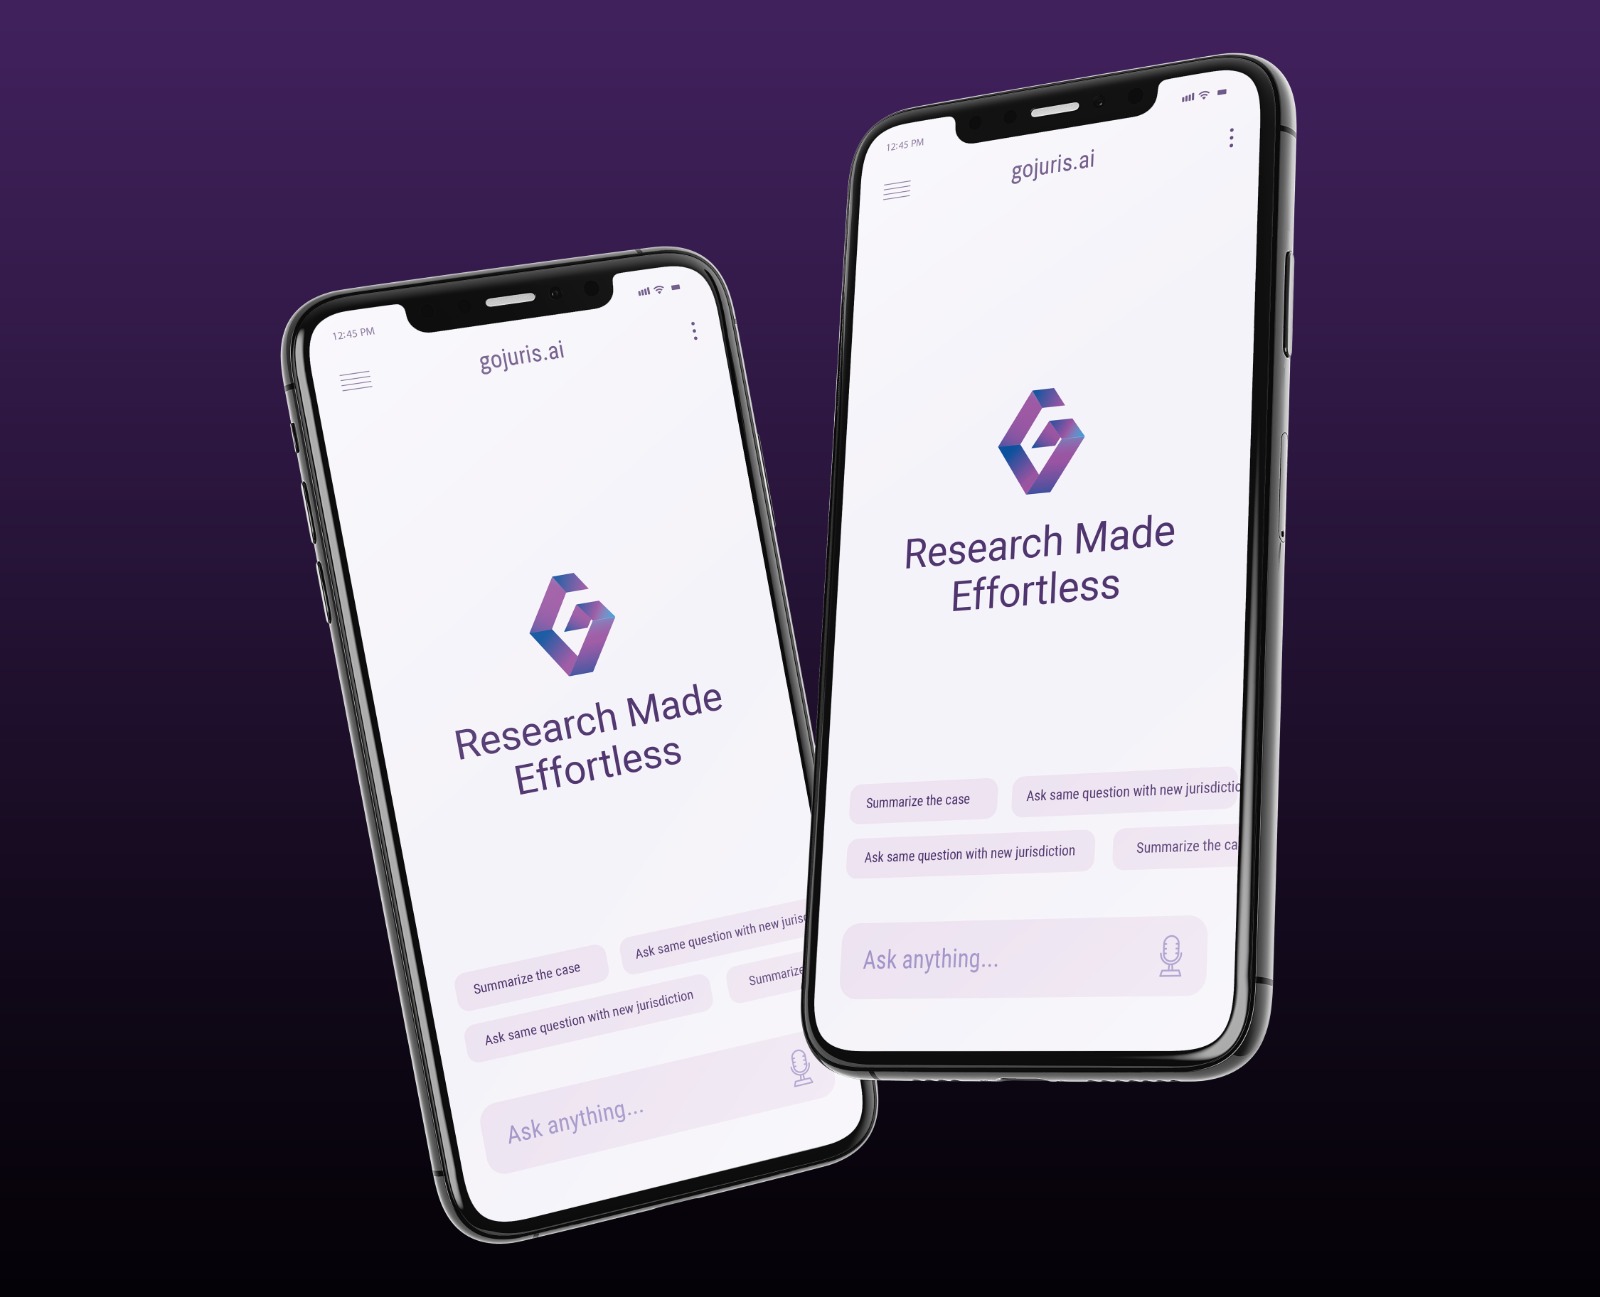 12:45 PM
gojuris.ai
Research Made
Effortless
Summarize the case
Ask same question with new juris
Ask same question with new jurisdiction
Summarize
Ask anything...
12:45 PM
gojuris.ai
Research Made
Effortless
Summarize the case
Ask same question with new jurisdictio
Ask same question with new jurisdiction
Summarize the ca
Ask anything...